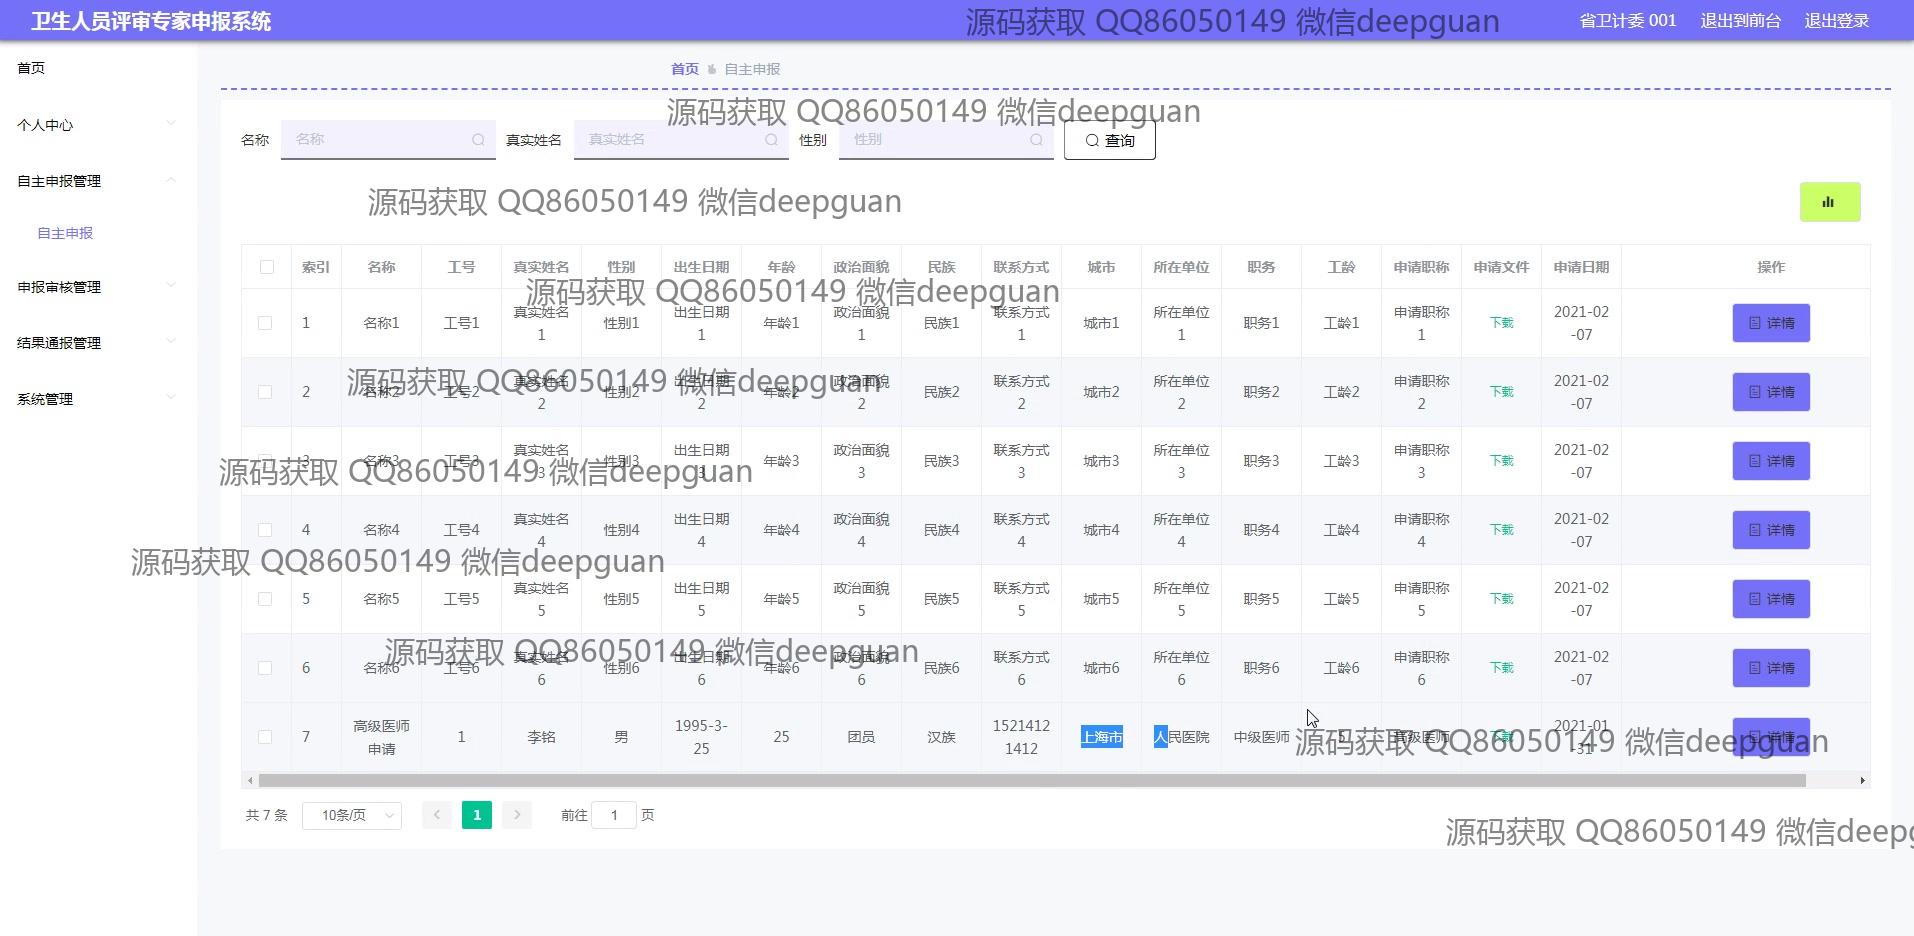 卫生人员评审专家申报系统
源码获取 QQ86050149 微信deepguan
省卫计委 001 退出到前台 退出登录
首页
个人中心
自主申报管理
自主申报
申报审核管理
结果通报管理
系统管理
首页 自主申报
源码获取 QQ86050149 微信deepguan
名称 名称 真实姓名 真实姓名 性别 性别 查询
源码获取 QQ86050149 微信deepguan
索引 名称 工号 真实姓名 性别 出生日期 年龄 政治面貌 民族 联系方式 城市 所在单位 职务 工龄 申请职称 申请文件 申请日期 操作
源码获取 QQ86050149 微信deepguan
1 名称1 工号1 真实姓名1 性别1 出生日期1 年龄1 政治面貌1 民族1 联系方式1 城市1 所在单位1 职务1 工龄1 申请职称1 下载 2021-02-07 详情
源码获取 QQ86050149 微信deepguan
2 名称2 工号2 真实姓名2 性别2 出生日期2 年龄2 政治面貌2 民族2 联系方式2 城市2 所在单位2 职务2 工龄2 申请职称2 下载 2021-02-07 详情
3 名称3 工号3 真实姓名3 性别3 出生日期3 年龄3 政治面貌3 民族3 联系方式3 城市3 所在单位3 职务3 工龄3 申请职称3 下载 2021-02-07 详情
源码获取 QQ86050149 微信deepguan
4 名称4 工号4 真实姓名4 性别4 出生日期4 年龄4 政治面貌4 民族4 联系方式4 城市4 所在单位4 职务4 工龄4 申请职称4 下载 2021-02-07 详情
源码获取 QQ86050149 微信deepguan
5 名称5 工号5 真实姓名5 性别5 出生日期5 年龄5 政治面貌5 民族5 联系方式5 城市5 所在单位5 职务5 工龄5 申请职称5 下载 2021-02-07 详情
源码获取 QQ86050149 微信deepguan
6 名称6 工号6 真实姓名6 性别6 出生日期6 年龄6 政治面貌6 民族6 联系方式6 城市6 所在单位6 职务6 工龄6 申请职称6 下载 2021-02-07 详情
7 高级医师申请 1 李铭 男 1995-3-25 25 团员 汉族 15214121412 上海市 人民医院 中级医师 高级医师 下载 2021-01-31 详情
源码获取 QQ86050149 微信deepguan
共 7 条 10条/页 1 前往 1 页
源码获取 QQ86050149 微信deepg